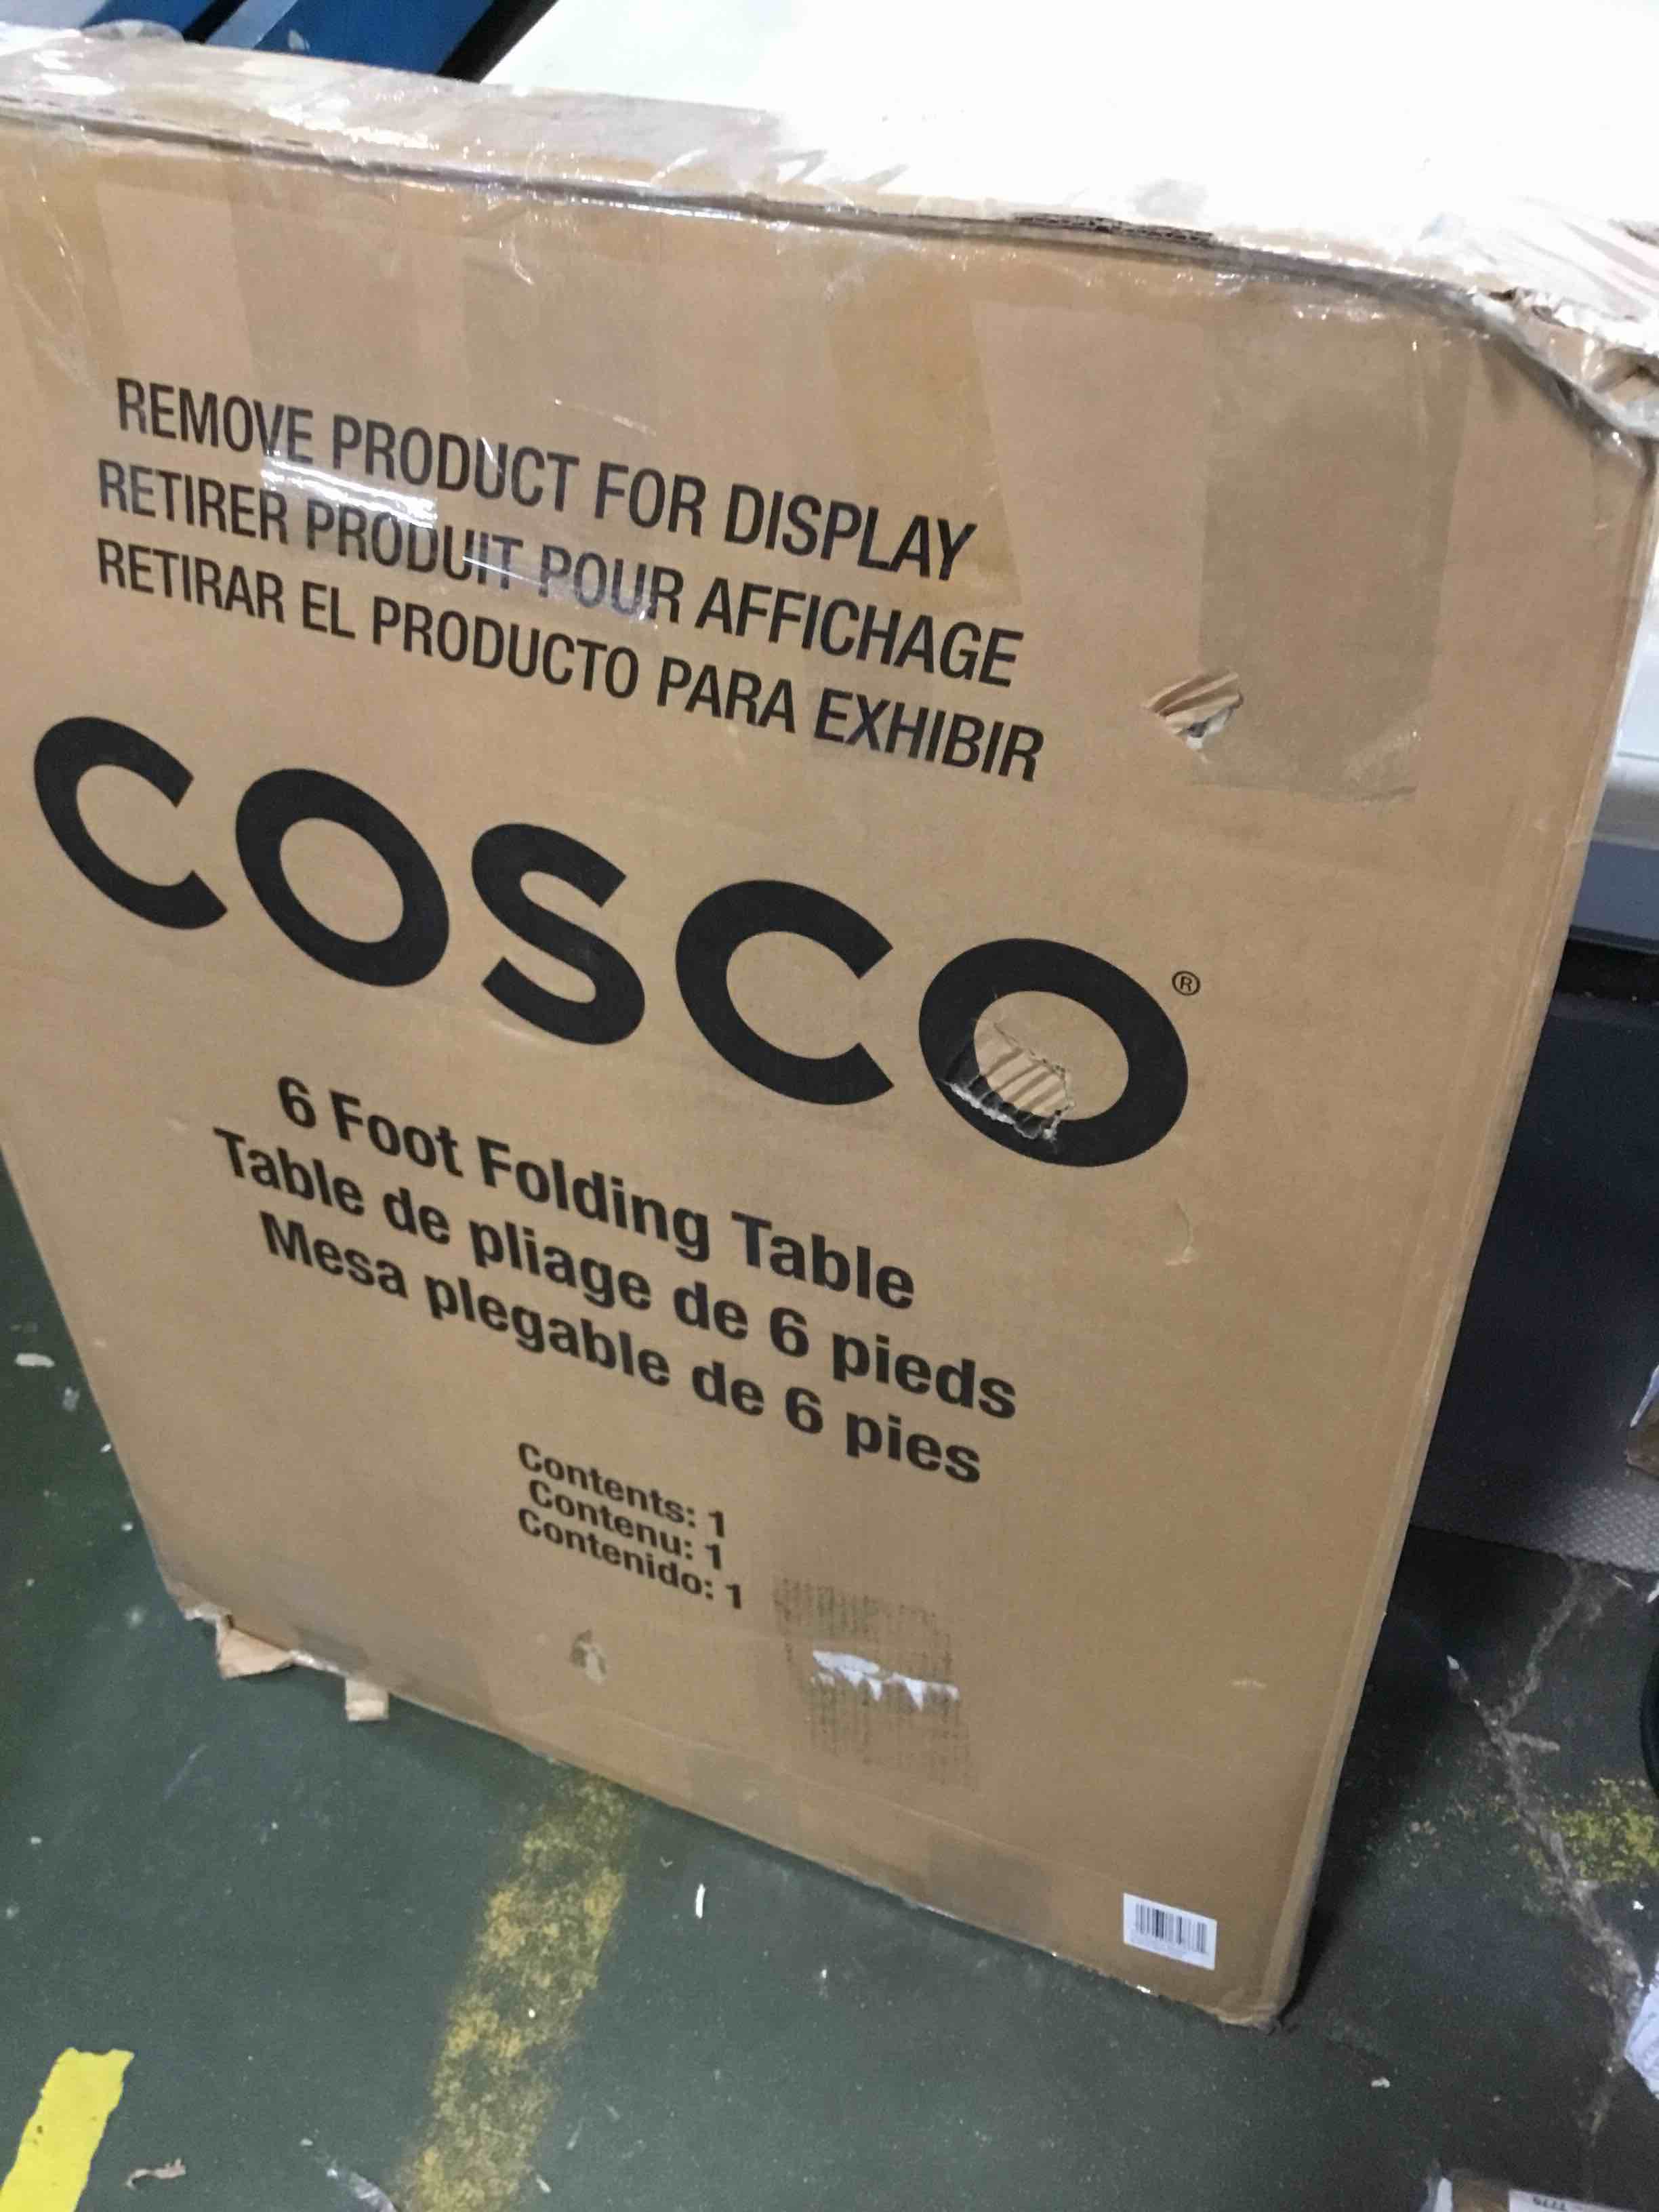 REMOVE PRODUCT FOR DISPLAY
RETIRER PRODUIT POUR AFFICHAGE
RETIRAR EL PRODUCTO PARA EXHIBIR
COSCO®
6 Foot Folding Table
Table de pliage de 6 pieds
Mesa plegable de 6 pies
Contents: 1
Contenu: 1
Contenido: 1